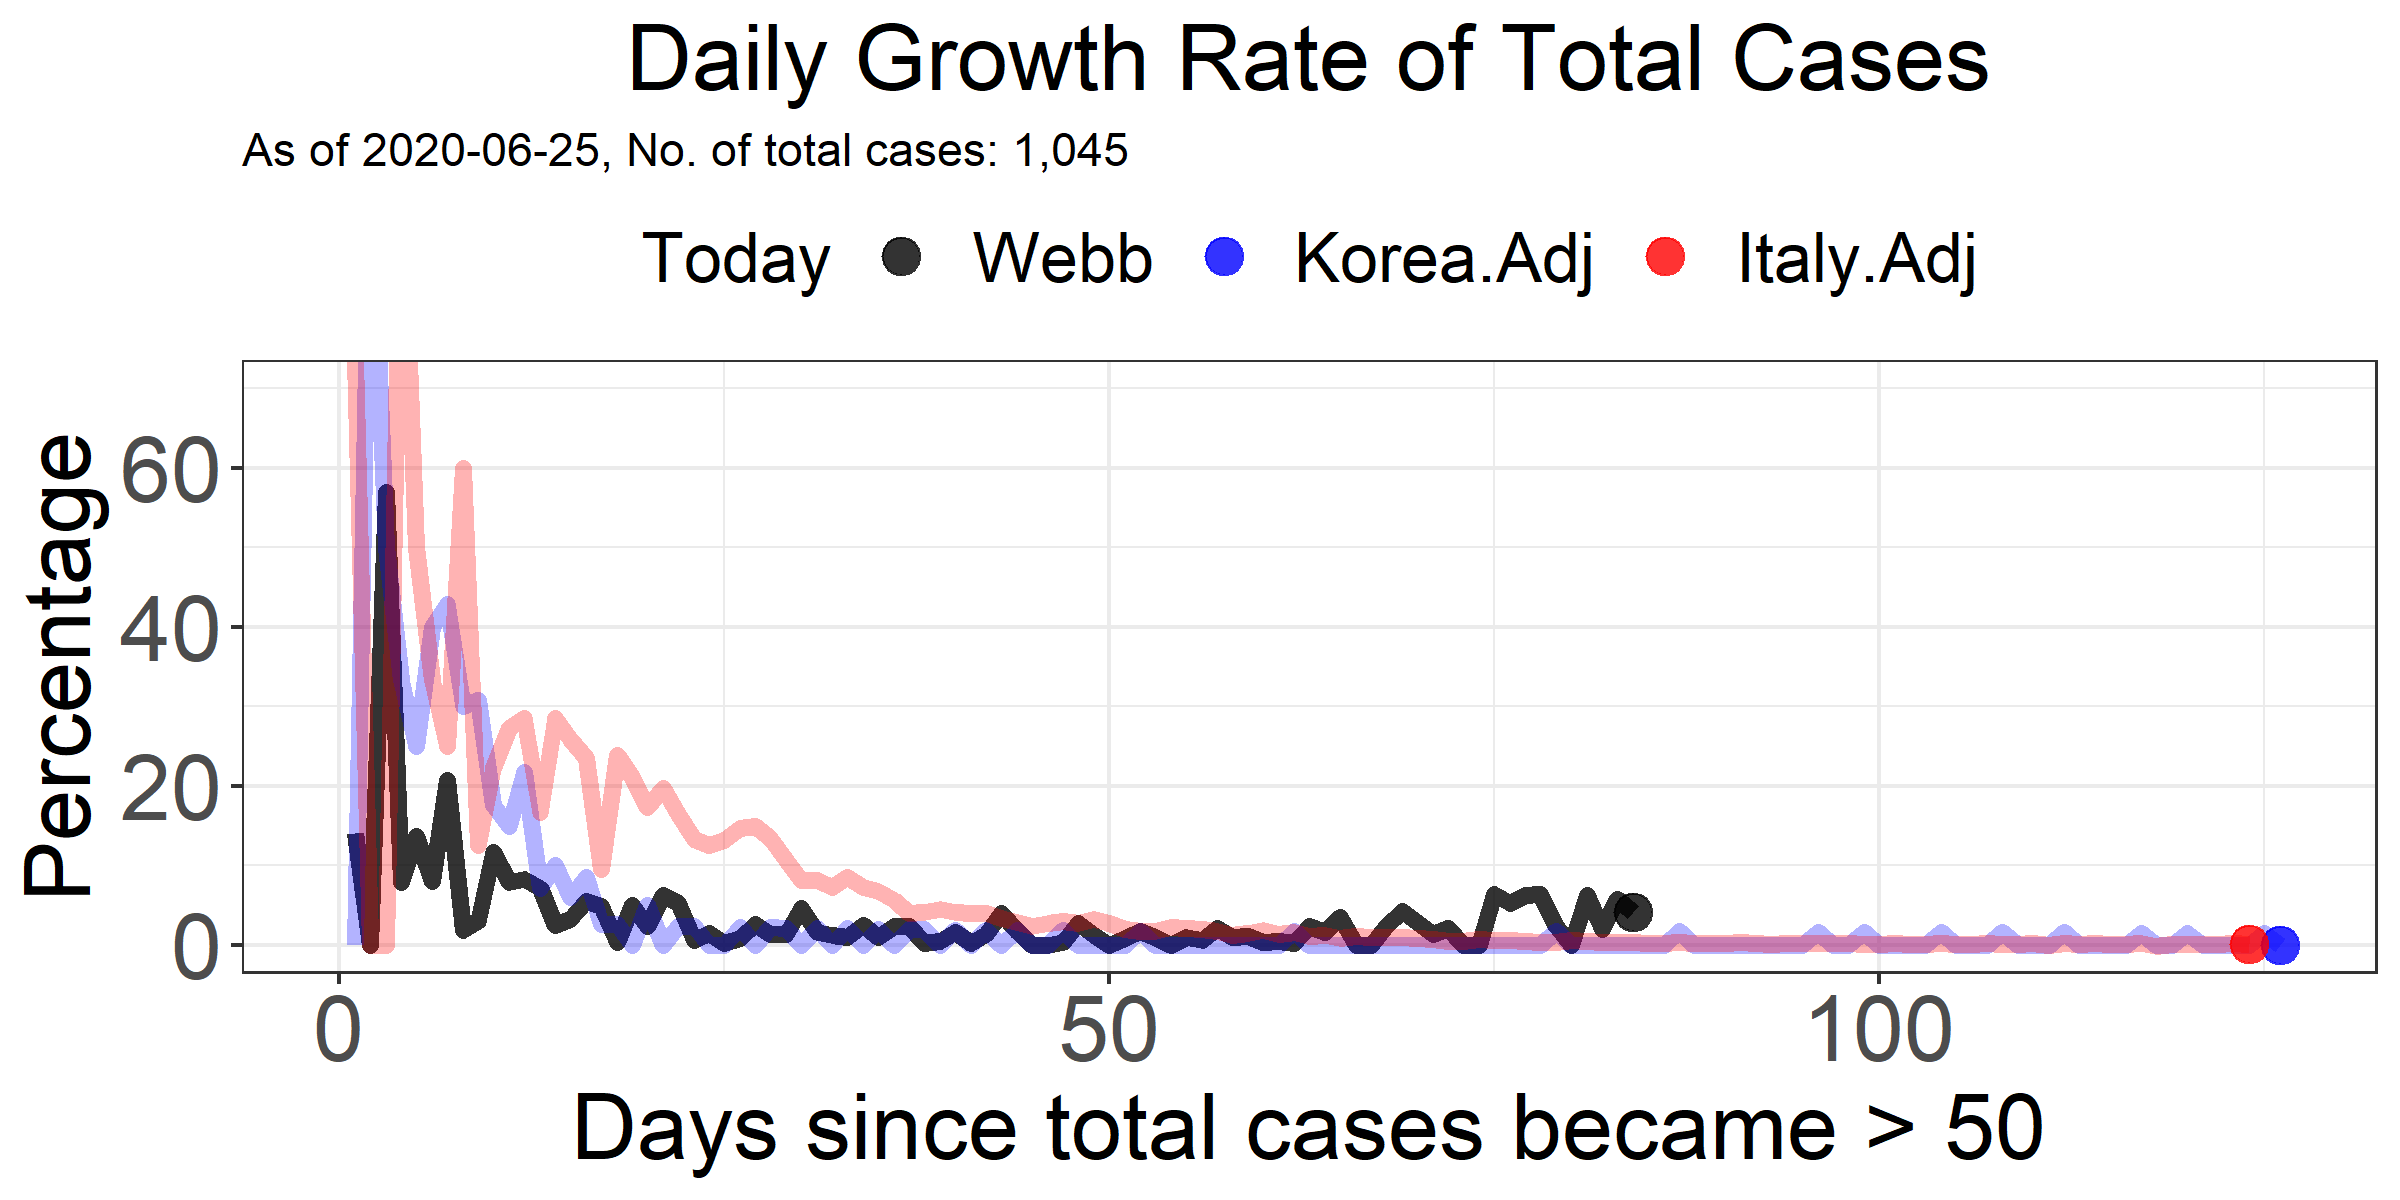 Daily Growth Rate of Total Cases
As of 2020-06-25, No. of total cases: 1,045
Today Webb Korea.Adj Italy.Adj
Percentage
60
40
20
0
0 50 100
Days since total cases became > 50